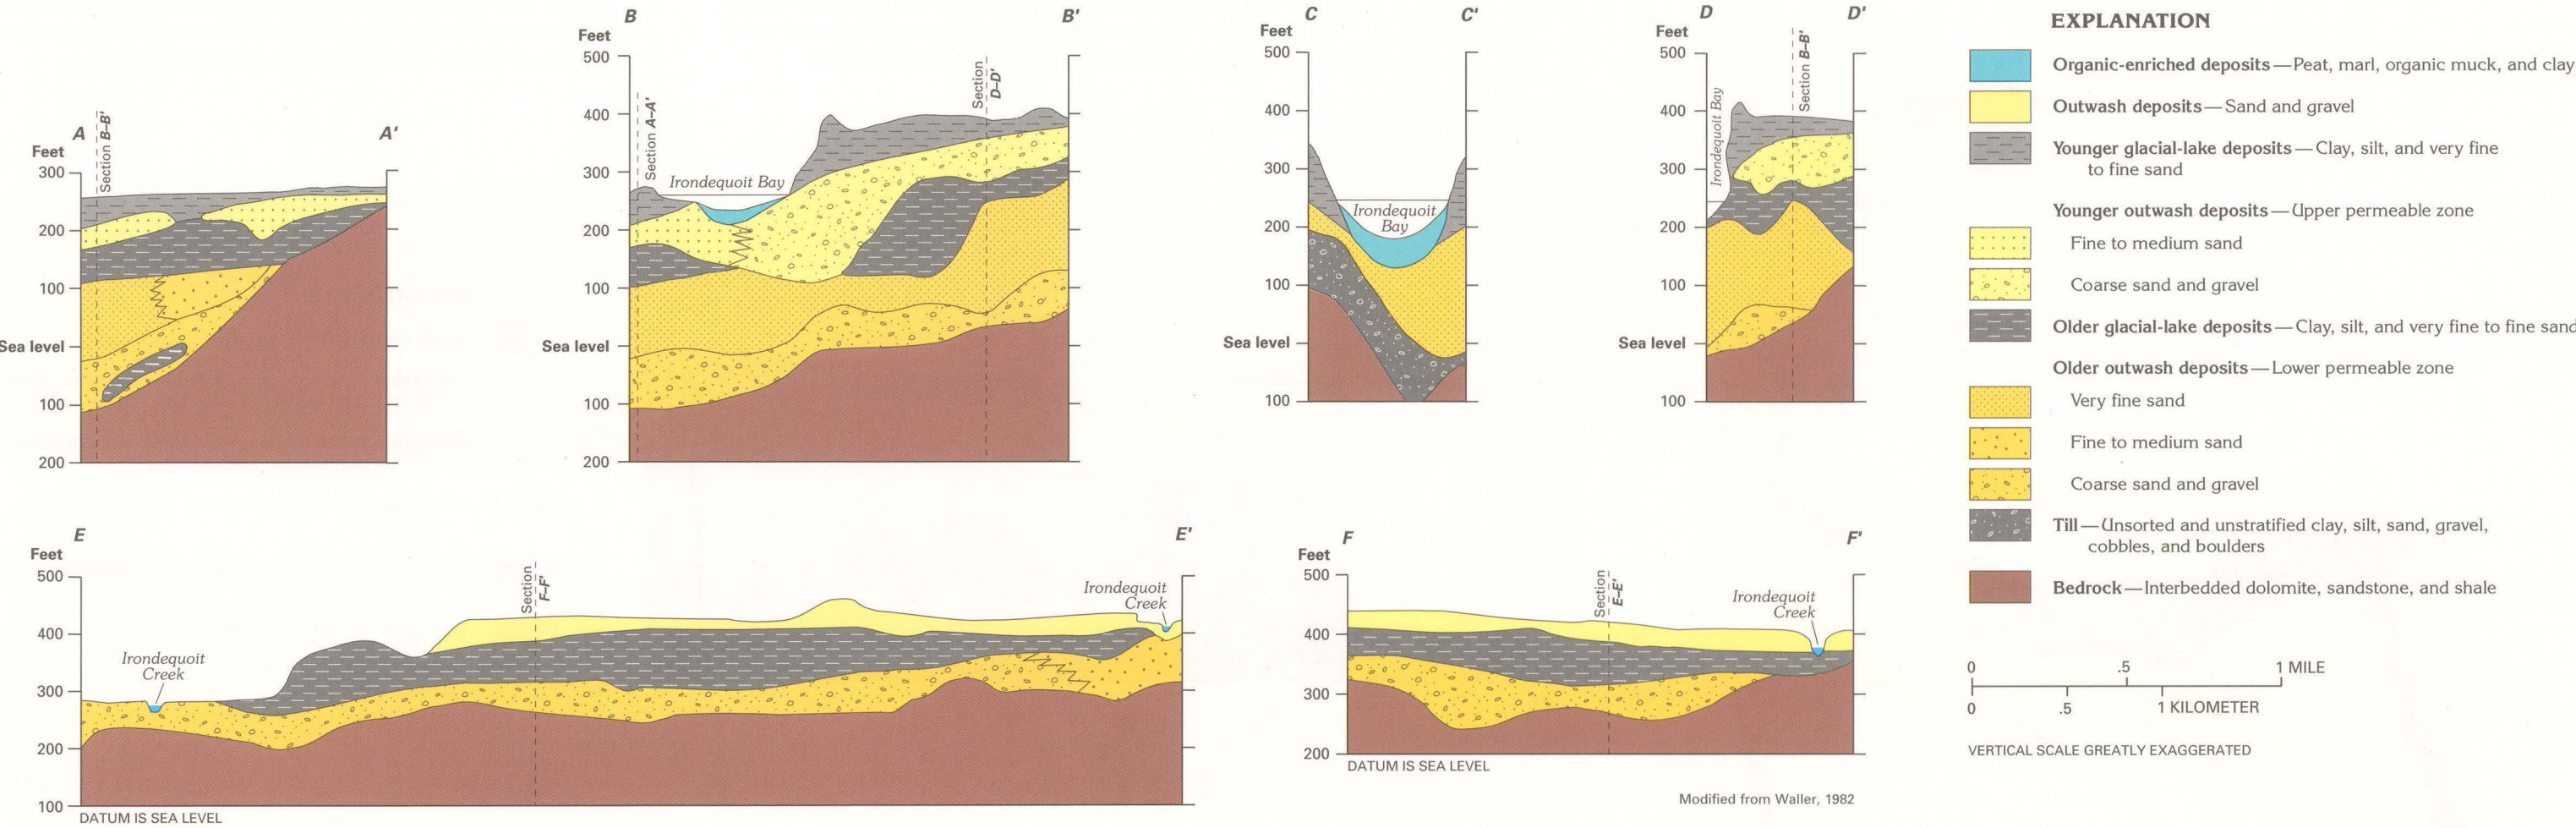 A
A'
Section B–B'
Feet
300
200
100
Sea level
100
200
B
B'
Feet
500
400
300
200
100
Sea level
100
200
Section A–A'
Irondequoit Bay
Section D–D'
C
C'
Feet
500
400
300
200
100
Sea level
100
Irondequoit
Bay
D
D'
Feet
500
400
300
200
100
Sea level
100
Irondequoit Bay
Section B–B'
E
E'
Feet
500
400
300
200
100
DATUM IS SEA LEVEL
Irondequoit
Creek
Section
F–F'
Irondequoit
Creek
F
F'
Feet
500
400
300
200
DATUM IS SEA LEVEL
Section
E–E'
Irondequoit
Creek
Modified from Waller, 1982
EXPLANATION
Organic-enriched deposits—Peat, marl, organic muck, and clay
Outwash deposits—Sand and gravel
Younger glacial-lake deposits—Clay, silt, and very fine
to fine sand
Younger outwash deposits—Upper permeable zone
Fine to medium sand
Coarse sand and gravel
Older glacial-lake deposits—Clay, silt, and very fine to fine sand
Older outwash deposits—Lower permeable zone
Very fine sand
Fine to medium sand
Coarse sand and gravel
Till—Unsorted and unstratified clay, silt, sand, gravel,
cobbles, and boulders
Bedrock—Interbedded dolomite, sandstone, and shale
0 .5 1 MILE
0 .5 1 KILOMETER
VERTICAL SCALE GREATLY EXAGGERATED